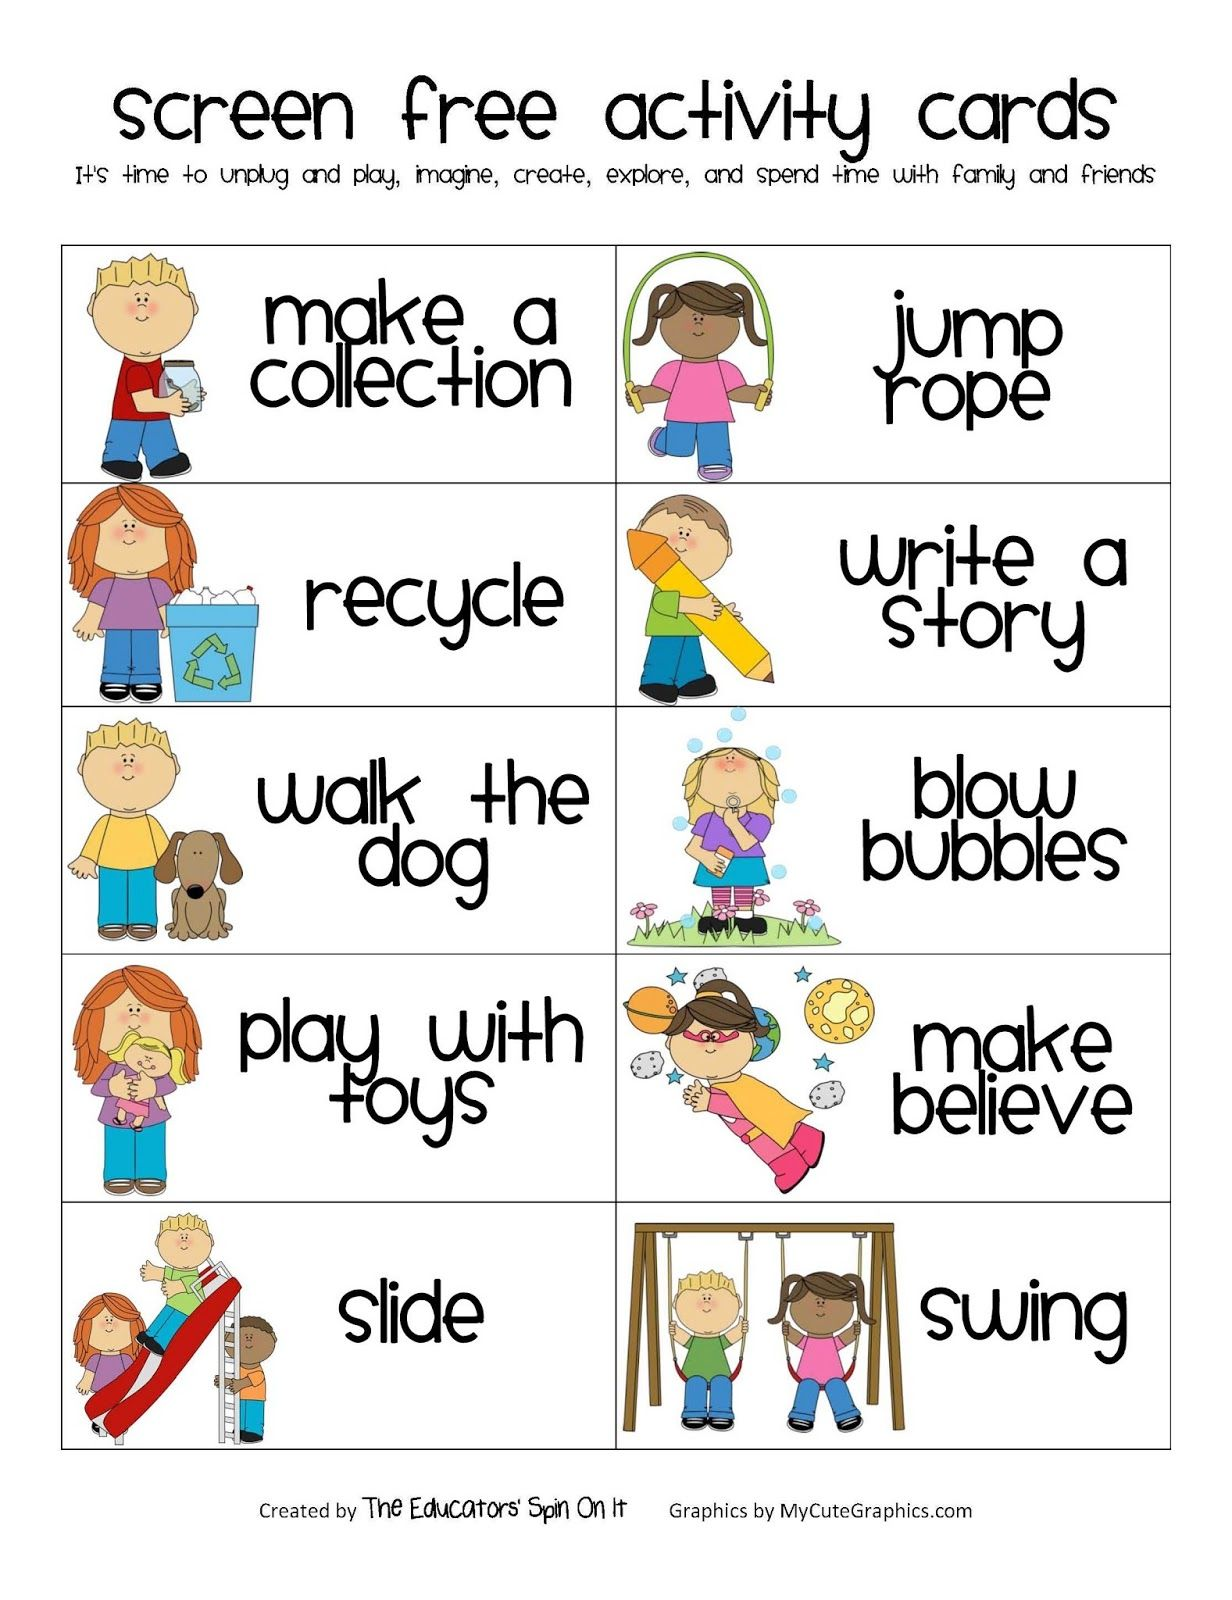 screen free activity cards
It's time to unplug and play, imagine, create, explore, and spend time with family and friends
make a
collection
jump
rope
recycle
write a
story
walk the
dog
blow
bubbles
play with
toys
make
believe
slide
swing
Created by The Educators' Spin On It
Graphics by MyCuteGraphics.com